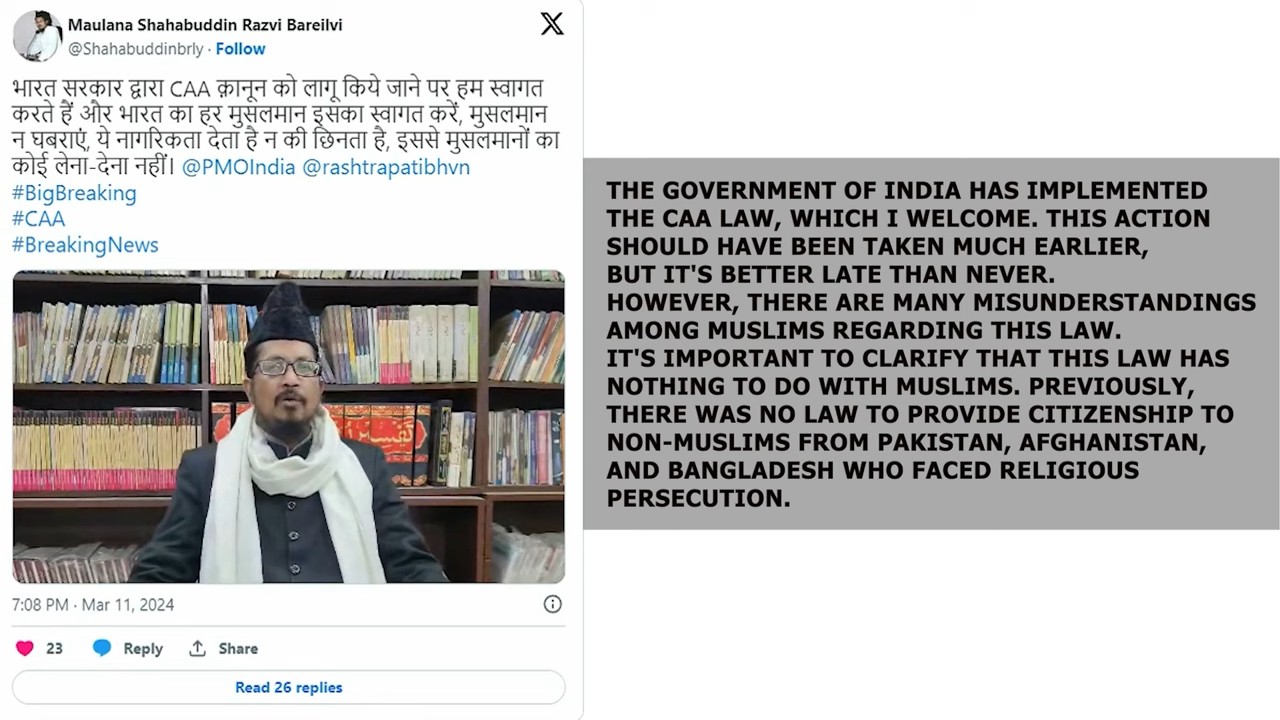 Maulana Shahabuddin Razvi Bareilvi
@Shahabuddinbrly · Follow
भारत सरकार द्वारा CAA क़ानून को लागू किये जाने पर हम स्वागत
करते हैं और भारत का हर मुसलमान इसका स्वागत करें, मुसलमान
न घबराएं, ये नागरिकता देता है न की छिनता है, इससे मुसलमानों का
कोई लेना-देना नहीं। @PMOIndia @rashtrapatibhvn
#BigBreaking
#CAA
#BreakingNews
7:08 PM · Mar 11, 2024
23 Reply Share
Read 26 replies
THE GOVERNMENT OF INDIA HAS IMPLEMENTED
THE CAA LAW, WHICH I WELCOME. THIS ACTION
SHOULD HAVE BEEN TAKEN MUCH EARLIER,
BUT IT'S BETTER LATE THAN NEVER.
HOWEVER, THERE ARE MANY MISUNDERSTANDINGS
AMONG MUSLIMS REGARDING THIS LAW.
IT'S IMPORTANT TO CLARIFY THAT THIS LAW HAS
NOTHING TO DO WITH MUSLIMS. PREVIOUSLY,
THERE WAS NO LAW TO PROVIDE CITIZENSHIP TO
NON-MUSLIMS FROM PAKISTAN, AFGHANISTAN,
AND BANGLADESH WHO FACED RELIGIOUS
PERSECUTION.